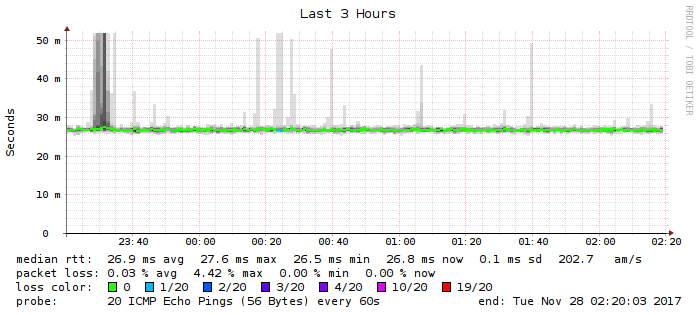 Last 3 Hours
RRDTOOL / TOBI OETIKER
Seconds
50 m
40 m
30 m
20 m
10 m
0
23:40 00:00 00:20 00:40 01:00 01:20 01:40 02:00 02:20
median rtt: 26.9 ms avg 27.6 ms max 26.5 ms min 26.8 ms now 0.1 ms sd 202.7 am/s
packet loss: 0.03 % avg 4.42 % max 0.00 % min 0.00 % now
loss color: 0 1/20 2/20 3/20 4/20 10/20 19/20
probe: 20 ICMP Echo Pings (56 Bytes) every 60s end: Tue Nov 28 02:20:03 2017